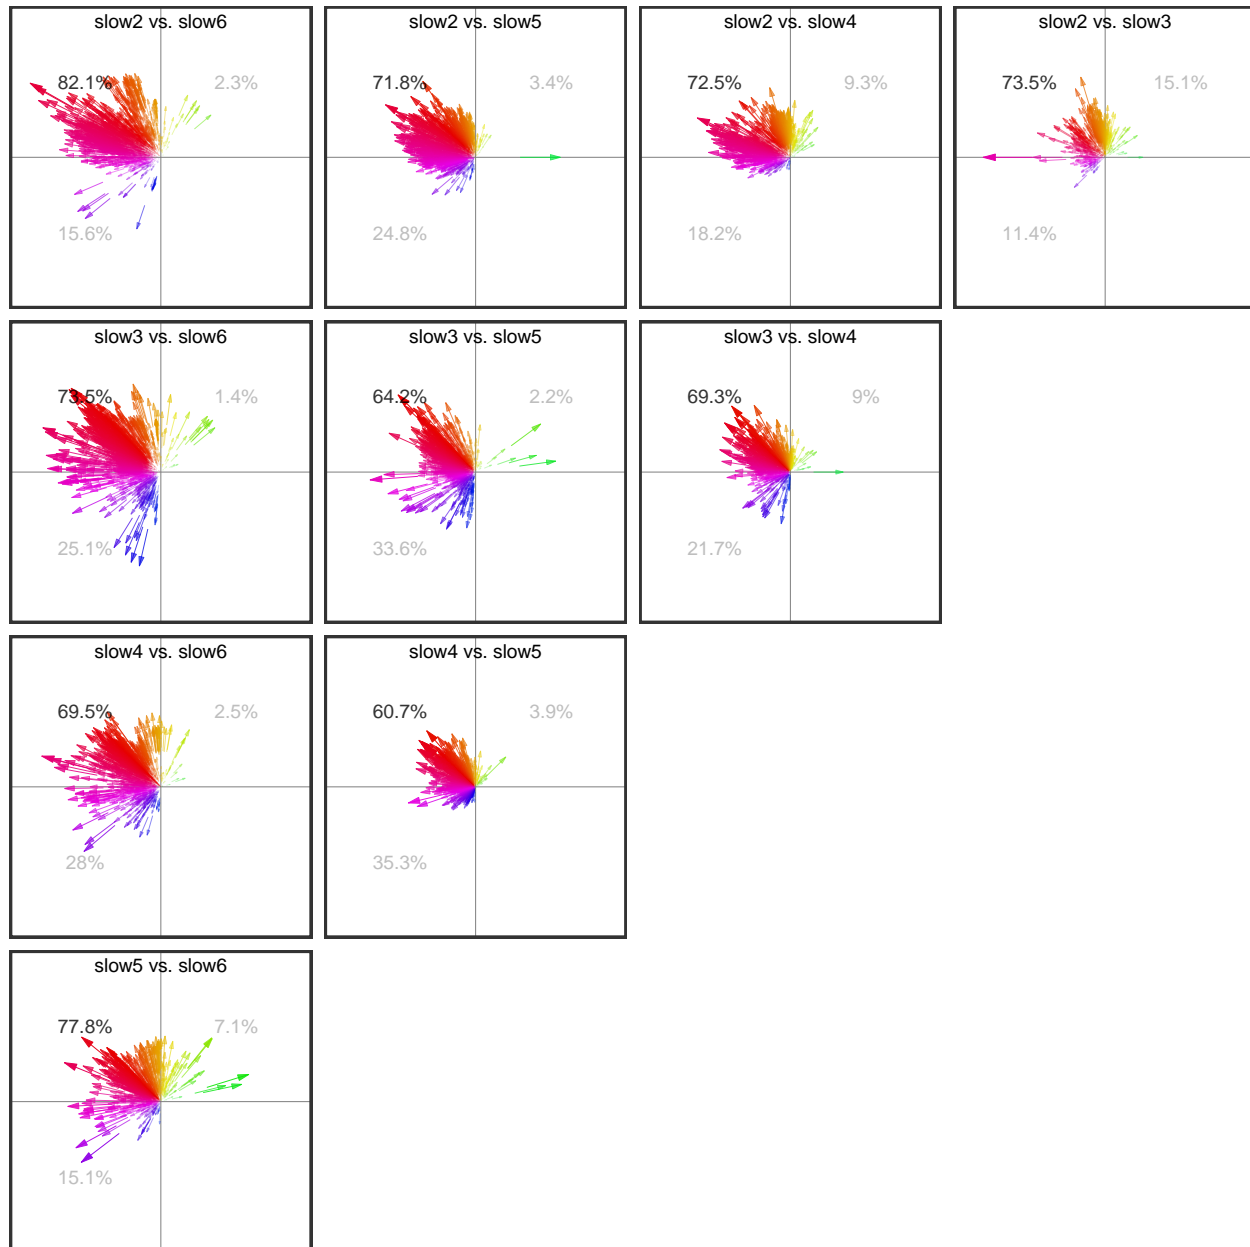 slow2 vs. slow6
82.1% 2.3%
15.6%
slow2 vs. slow5
71.8% 3.4%
24.8%
slow2 vs. slow4
72.5% 9.3%
18.2%
slow2 vs. slow3
73.5% 15.1%
11.4%
slow3 vs. slow6
73.5% 1.4%
25.1%
slow3 vs. slow5
64.2% 2.2%
33.6%
slow3 vs. slow4
69.3% 9%
21.7%
slow4 vs. slow6
69.5% 2.5%
28%
slow4 vs. slow5
60.7% 3.9%
35.3%
slow5 vs. slow6
77.8% 7.1%
15.1%